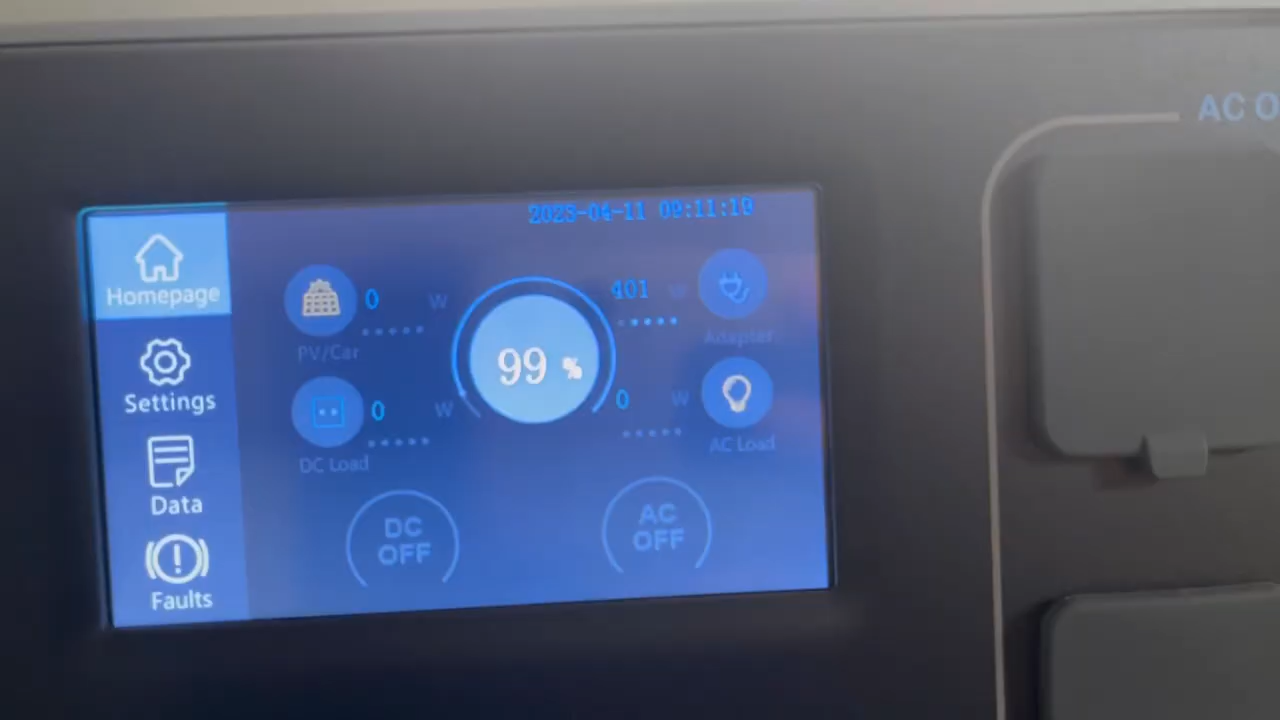 AC O
2025-04-11 09:11:19
Homepage
0 W
401 W
PV/Car
Adapter
99 %
Settings
0 W
0 W
DC Load
AC Load
Data
DC
OFF
AC
OFF
Faults